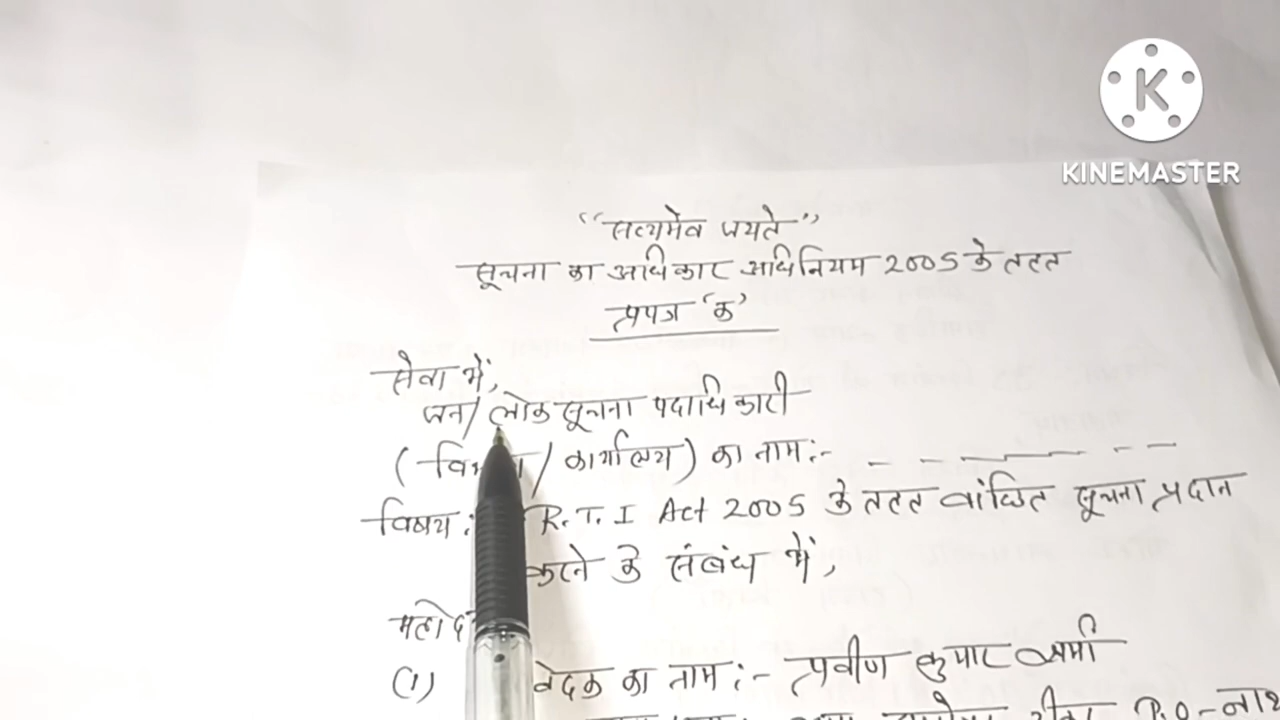 K
KINEMASTER
“सत्यमेव जयते”
सूचना का अधिकार अधिनियम 2005 के तहत
प्रपत्र ‘क’
सेवा में,
जन/लोक सूचना पदाधिकारी
(वि / कार्यालय) का नाम:-
विषय: R.T.I Act 2005 के तहत वांछित सूचना प्रदान
करने के संबंध में,
महोद
(1) वेदक का नाम:- प्रवीण कुमार शर्मा
P.O-नाथ